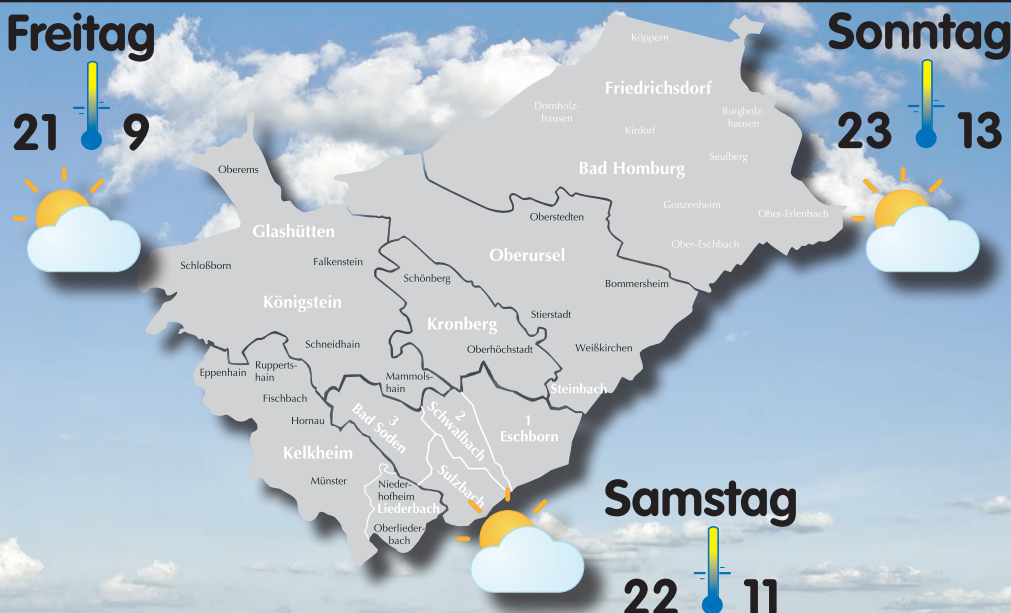 Freitag
21 9
Sonntag
23 13
Köppern
Friedrichsdorf
Dornholz-
hausen
Burgholz-
hausen
Kirdorf
Seulberg
Bad Homburg
Oberems
Gonzenheim
Ober-Erlenbach
Oberstedten
Glashütten
Ober-Eschbach
Oberursel
Schloßborn
Falkenstein
Schönberg
Bommersheim
Königstein
Stierstadt
Kronberg
Schneidhain
Oberhöchstadt
Weißkirchen
Eppenhain
Rupperts-
hain
Mammols-
hain
Steinbach
Fischbach
Hornau
3
Bad Soden
2
Schwalbach
1
Eschborn
Kelkheim
Münster
Nieder-
hofheim
Sulzbach
Liederbach
Oberlieder-
bach
Samstag
22 11